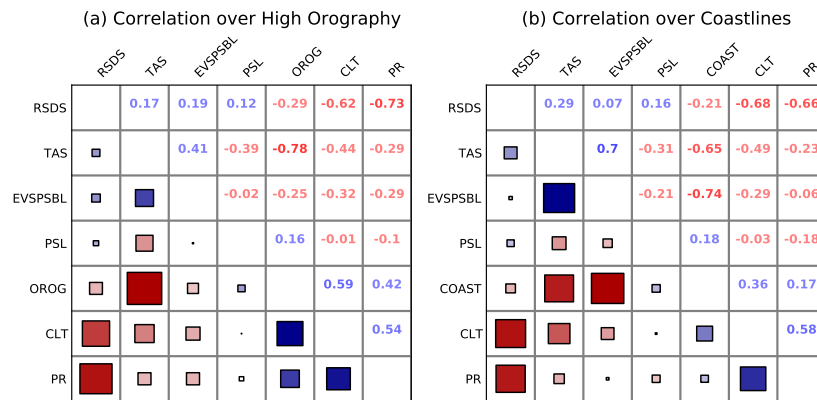 (a) Correlation over High Orography
RSDS TAS EVSPSBL PSL OROG CLT PR
RSDS 0.17 0.19 0.12 -0.29 -0.62 -0.73
TAS 0.41 -0.39 -0.78 -0.44 -0.29
EVSPSBL -0.02 -0.25 -0.32 -0.29
PSL 0.16 -0.01 -0.1
OROG 0.59 0.42
CLT 0.54
PR
(b) Correlation over Coastlines
RSDS TAS EVSPSBL PSL COAST CLT PR
RSDS 0.29 0.07 0.16 -0.21 -0.68 -0.66
TAS 0.7 -0.31 -0.65 -0.49 -0.23
EVSPSBL -0.21 -0.74 -0.29 -0.06
PSL 0.18 -0.03 -0.18
COAST 0.36 0.17
CLT 0.58
PR